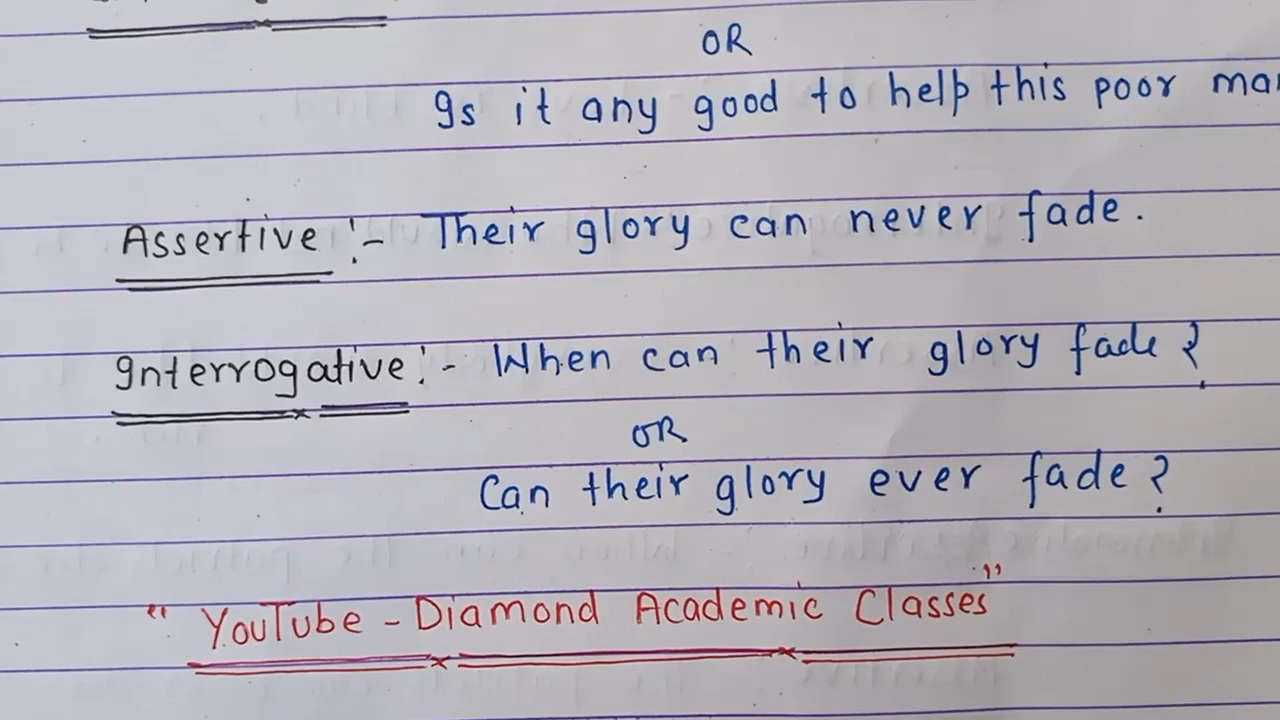 OR
Is it any good to help this poor
Assertive :- Their glory can never fade.
Interrogative :- When can their glory fade?
OR
Can their glory ever fade?
"YouTube - Diamond Academic Classes"